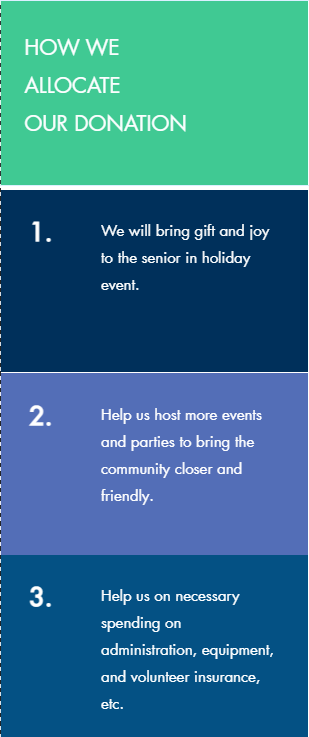 HOW WE
ALLOCATE
OUR DONATION
1.
We will bring gift and joy
to the senior in holiday
event.
2.
Help us host more events
and parties to bring the
community closer and
friendly.
3.
Help us on necessary
spending on
administration, equipment,
and volunteer insurance,
etc.